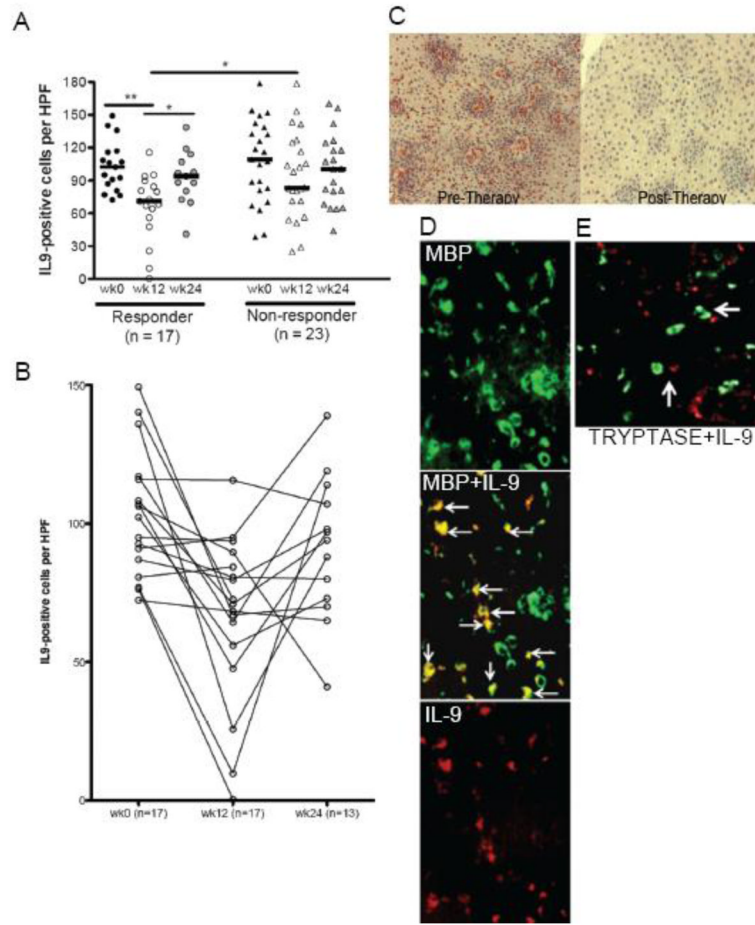 A
IL9-positive cells per HPF
180
150
120
90
60
30
0
**
*
*
wk0 wk12 wk24 wk0 wk12 wk24
Responder
(n = 17)
Non-responder
(n = 23)
B
IL9-positive cells per HPF
150
100
50
0
wk0 (n=17) wk12 (n=17) wk24 (n=13)
C
Pre-Therapy Post-Therapy
D
MBP
MBP+IL-9
IL-9
E
TRYPTASE+IL-9